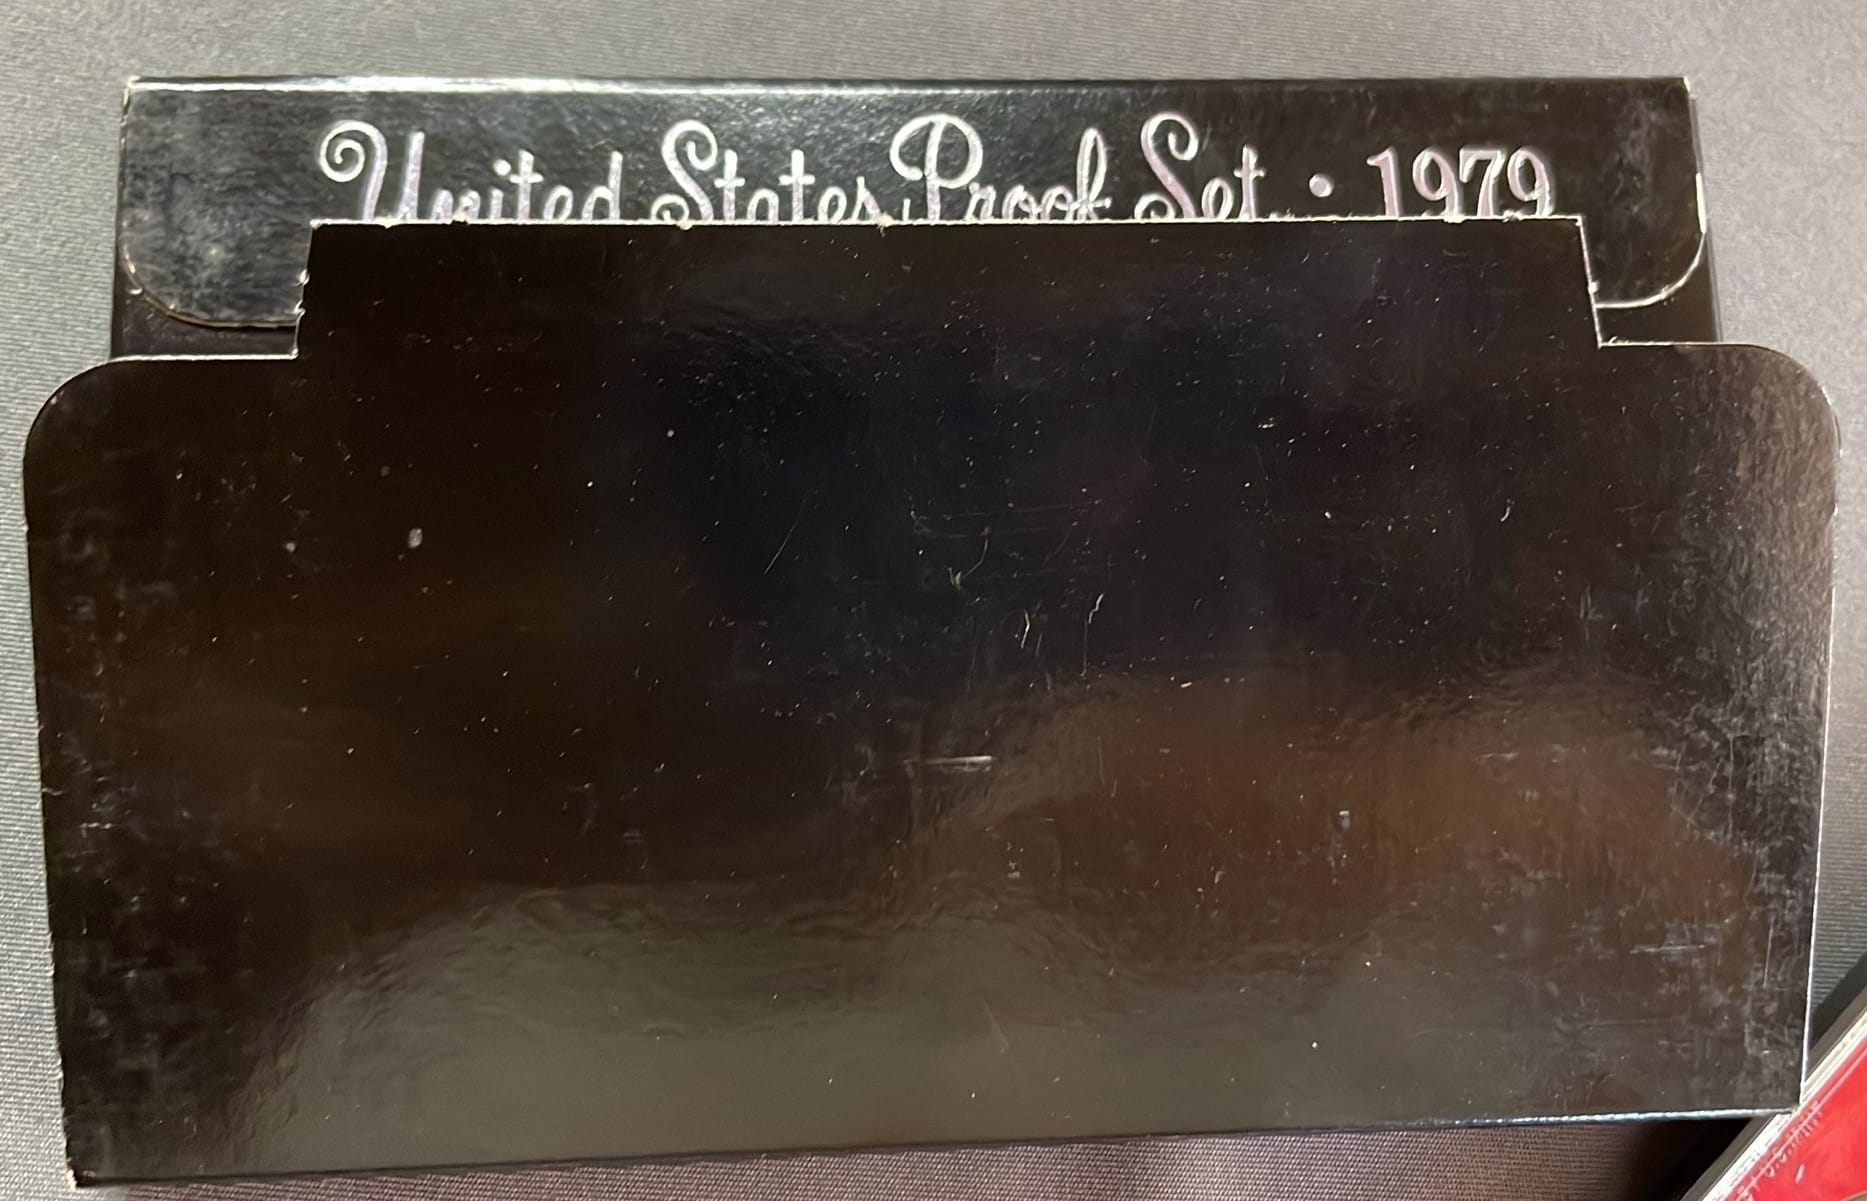 United States Proof Set • 1979